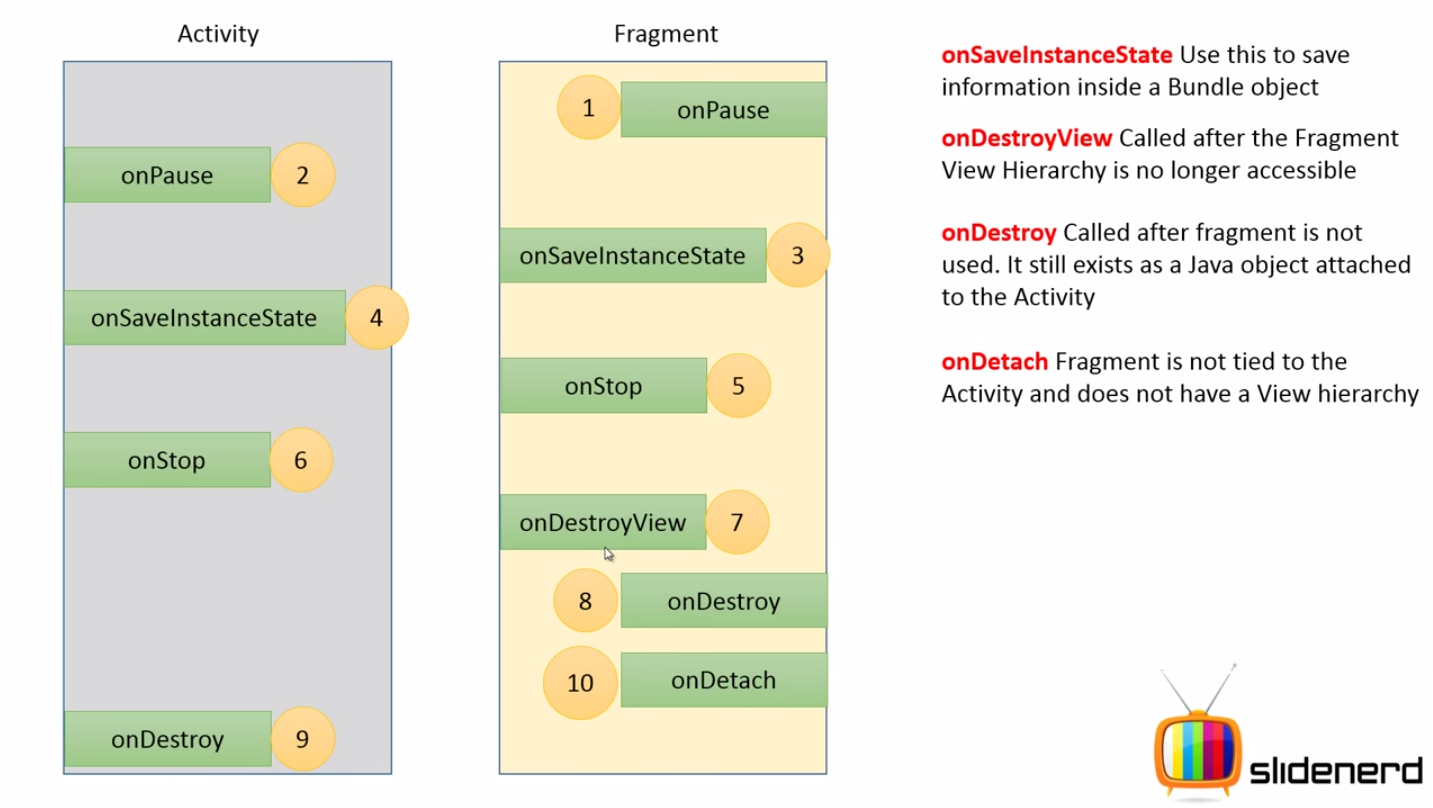 Activity
onPause 2
onSaveInstanceState 4
onStop 6
onDestroy 9
Fragment
1 onPause
onSaveInstanceState 3
onStop 5
onDestroyView 7
8 onDestroy
10 onDetach
onSaveInstanceState Use this to save
information inside a Bundle object
onDestroyView Called after the Fragment
View Hierarchy is no longer accessible
onDestroy Called after fragment is not
used. It still exists as a Java object attached
to the Activity
onDetach Fragment is not tied to the
Activity and does not have a View hierarchy
slidenerd